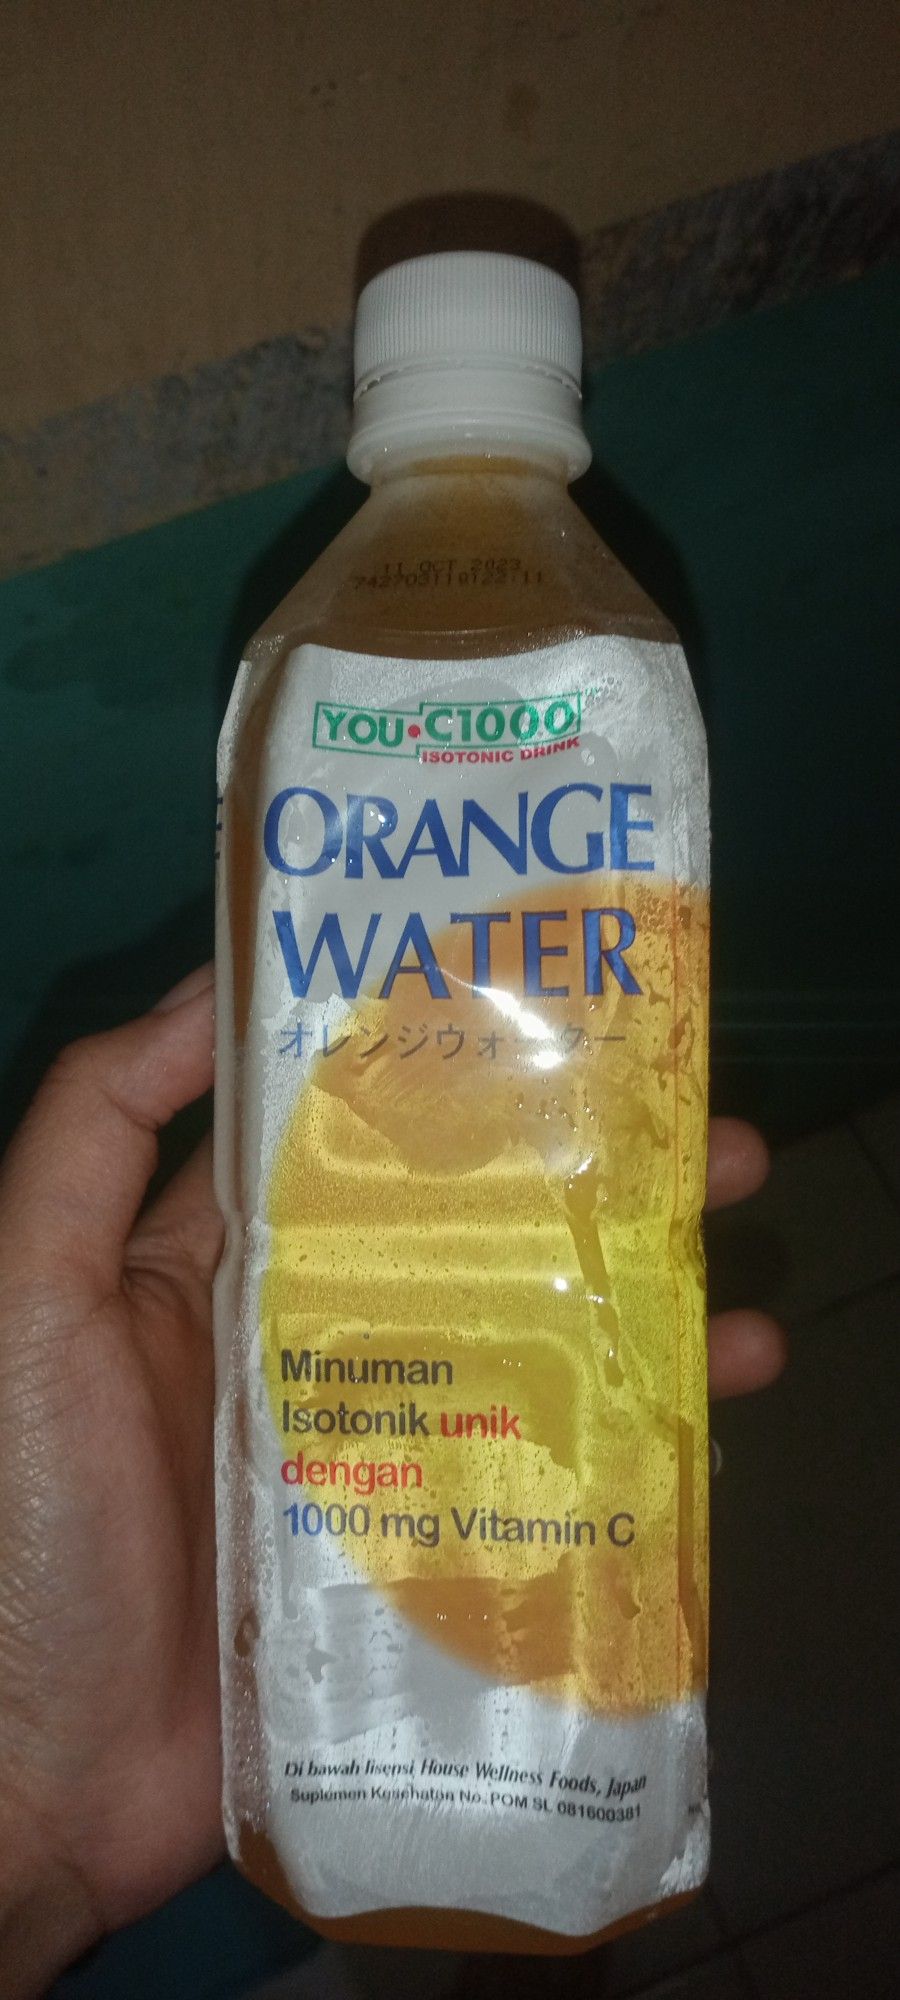 11 OCT 2023
YOU•C1000
ISOTONIC DRINK
ORANGE
WATER
オレンジウォーター
Minuman
Isotonik unik
dengan
1000 mg Vitamin C
Di bawah lisensi House Wellness Foods, Japan
Suplemen Kesehatan No. POM SL 081600381